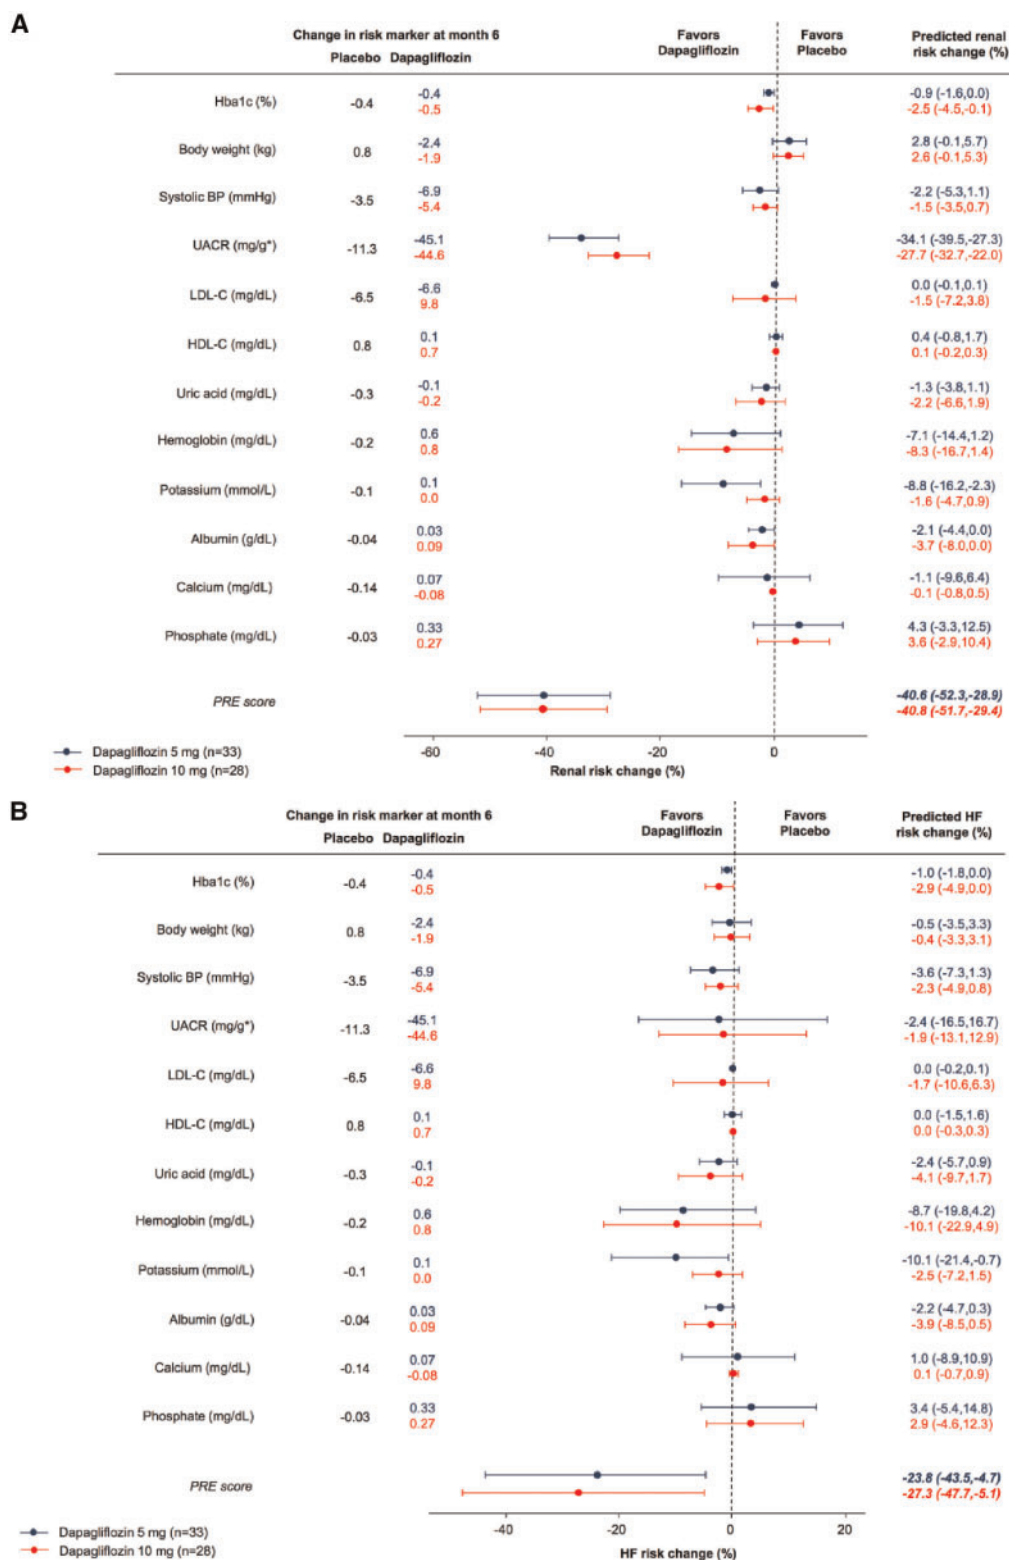 A
Change in risk marker at month 6
Favors Dapagliflozin
Favors Placebo
Predicted renal risk change (%)
Placebo Dapagliflozin
Hba1c (%) -0.4 -0.4 -0.9 (-1.6,0.0)
-0.5 -2.5 (-4.5,-0.1)
Body weight (kg) 0.8 -2.4 2.8 (-0.1,5.7)
-1.9 2.6 (-0.1,5.3)
Systolic BP (mmHg) -3.5 -6.9 -2.2 (-5.3,1.1)
-5.4 -1.5 (-3.5,0.7)
UACR (mg/g*) -11.3 -45.1 -34.1 (-39.5,-27.3)
-44.6 -27.7 (-32.7,-22.0)
LDL-C (mg/dL) -6.5 -6.6 0.0 (-0.1,0.1)
9.8 -1.5 (-7.2,3.8)
HDL-C (mg/dL) 0.8 0.1 0.4 (-0.8,1.7)
0.7 0.1 (-0.2,0.3)
Uric acid (mg/dL) -0.3 -0.1 -1.3 (-3.8,1.1)
-0.2 -2.2 (-6.6,1.9)
Hemoglobin (mg/dL) -0.2 0.6 -7.1 (-14.4,1.2)
0.8 -8.3 (-16.7,1.4)
Potassium (mmol/L) -0.1 0.1 -8.8 (-16.2,-2.3)
0.0 -1.6 (-4.7,0.9)
Albumin (g/dL) -0.04 0.03 -2.1 (-4.4,0.0)
0.09 -3.7 (-8.0,0.0)
Calcium (mg/dL) -0.14 0.07 -1.1 (-9.6,6.4)
-0.08 -0.1 (-0.8,0.5)
Phosphate (mg/dL) -0.03 0.33 4.3 (-3.3,12.5)
0.27 3.6 (-2.9,10.4)
PRE score -40.6 (-52.3,-28.9)
-40.8 (-51.7,-29.4)
-60 -40 -20 0
Dapagliflozin 5 mg (n=33)
Dapagliflozin 10 mg (n=28)
Renal risk change (%)
B
Change in risk marker at month 6
Favors Dapagliflozin
Favors Placebo
Predicted HF risk change (%)
Placebo Dapagliflozin
Hba1c (%) -0.4 -0.4 -1.0 (-1.8,0.0)
-0.5 -2.9 (-4.9,0.0)
Body weight (kg) 0.8 -2.4 -0.5 (-3.5,3.3)
-1.9 -0.4 (-3.3,3.1)
Systolic BP (mmHg) -3.5 -6.9 -3.6 (-7.3,1.3)
-5.4 -2.3 (-4.9,0.8)
UACR (mg/g*) -11.3 -45.1 -2.4 (-16.5,16.7)
-44.6 -1.9 (-13.1,12.9)
LDL-C (mg/dL) -6.5 -6.6 0.0 (-0.2,0.1)
9.8 -1.7 (-10.6,6.3)
HDL-C (mg/dL) 0.8 0.1 0.0 (-1.5,1.6)
0.7 0.0 (-0.3,0.3)
Uric acid (mg/dL) -0.3 -0.1 -2.4 (-5.7,0.9)
-0.2 -4.1 (-9.7,1.7)
Hemoglobin (mg/dL) -0.2 0.6 -8.7 (-19.8,4.2)
0.8 -10.1 (-22.9,4.9)
Potassium (mmol/L) -0.1 0.1 -10.1 (-21.4,-0.7)
0.0 -2.5 (-7.2,1.5)
Albumin (g/dL) -0.04 0.03 -2.2 (-4.7,0.3)
0.09 -3.9 (-8.5,0.5)
Calcium (mg/dL) -0.14 0.07 1.0 (-8.9,10.9)
-0.08 0.1 (-0.7,0.9)
Phosphate (mg/dL) -0.03 0.33 3.4 (-5.4,14.8)
0.27 2.9 (-4.6,12.3)
PRE score -23.8 (-43.5,-4.7)
-27.3 (-47.7,-5.1)
-40 -20 0 20
Dapagliflozin 5 mg (n=33)
Dapagliflozin 10 mg (n=28)
HF risk change (%)